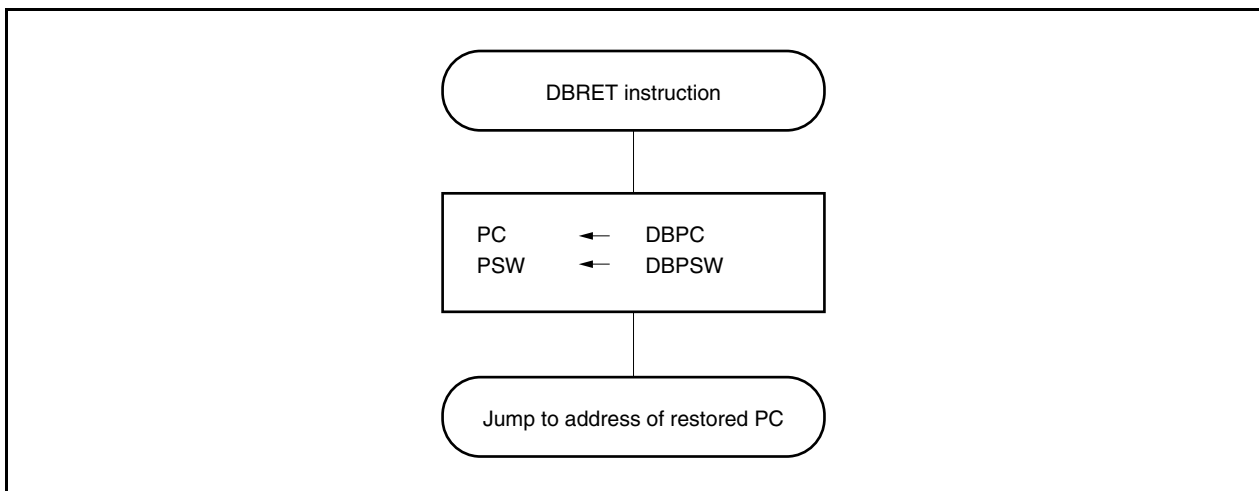 DBRET instruction
PC ← DBPC
PSW ← DBPSW
Jump to address of restored PC